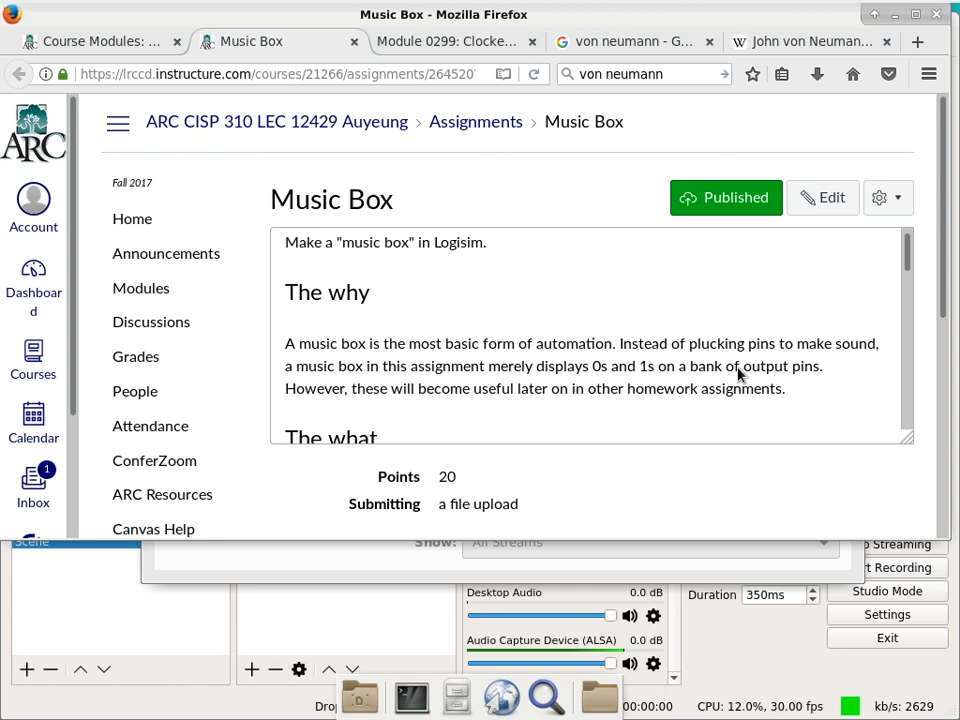 Music Box - Mozilla Firefox
Course Modules: ...
Music Box
Module 0299: Clocke...
von neumann - G...
John von Neuman...
https://lrccd.instructure.com/courses/21266/assignments/264520
von neumann
ARC
ARC CISP 310 LEC 12429 Auyeung > Assignments > Music Box
Account
Dashboar
d
Courses
Calendar
1
Inbox
Fall 2017
Home
Announcements
Modules
Discussions
Grades
People
Attendance
ConferZoom
ARC Resources
Canvas Help
Music Box
Published
Edit
Make a "music box" in Logisim.
The why
A music box is the most basic form of automation. Instead of plucking pins to make sound,
a music box in this assignment merely displays 0s and 1s on a bank of output pins.
However, these will become useful later on in other homework assignments.
The what
Points 20
Submitting a file upload
Scene
Show: All Streams
Streaming
rt Recording
Desktop Audio 0.0 dB
Duration 350ms
Studio Mode
Settings
Audio Capture Device (ALSA) 0.0 dB
Exit
Dro
00:00:00
CPU: 12.0%, 30.00 fps
kb/s: 2629